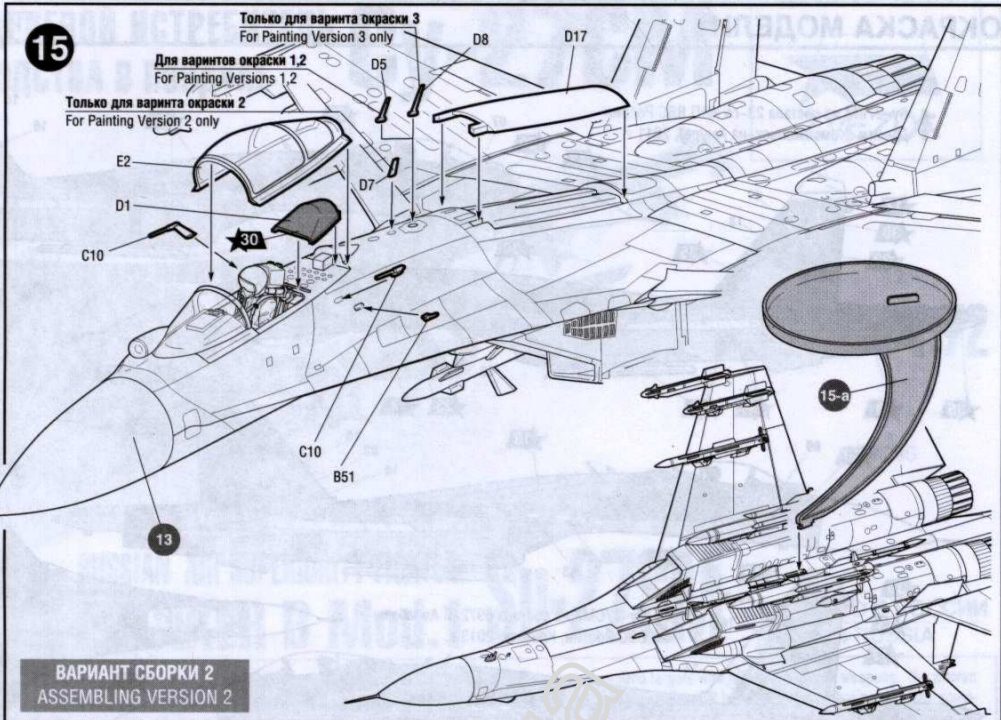 15
Только для варинта окраски 3
For Painting Version 3 only
Для варинтов окраски 1,2
For Painting Versions 1,2
Только для варинта окраски 2
For Painting Version 2 only
D5
D8
D17
E2
D7
D1
30
C10
C10
B51
13
15-a
ВАРИАНТ СБОРКИ 2
ASSEMBLING VERSION 2